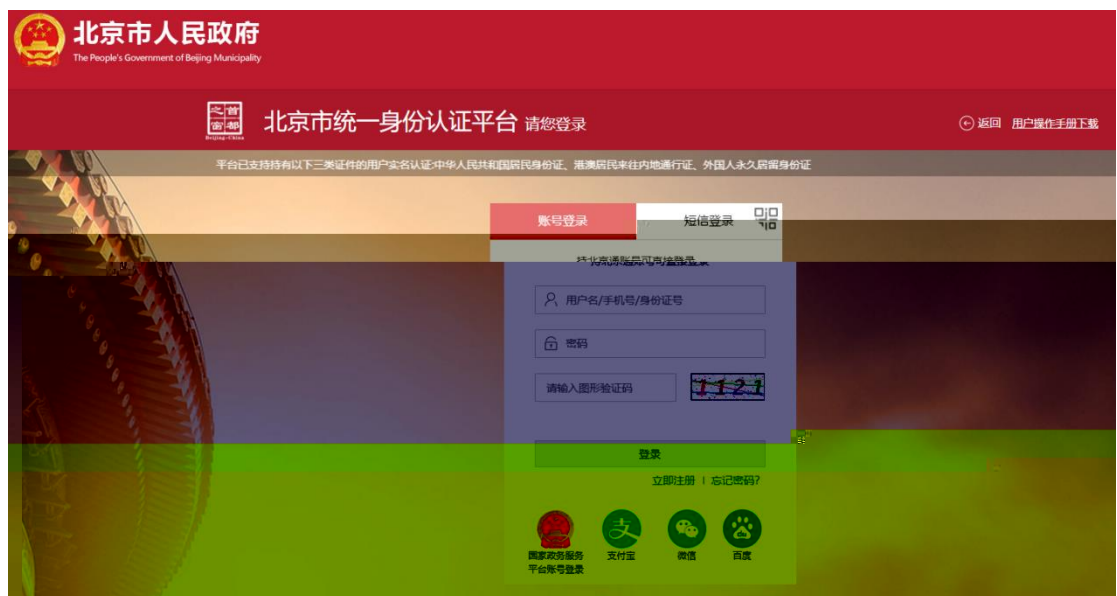 北京市人民政府
The People's Government of Beijing Municipality
首都之窗
Beijing-China
北京市统一身份认证平台 请您登录
返回 用户操作手册下载
平台已支持持有以下三类证件的用户实名认证:中华人民共和国居民身份证、港澳居民来往内地通行证、外国人永久居留身份证
账号登录 短信登录
用户名/手机号/身份证号
密码
请输入图形验证码 1121
登录
立即注册 | 忘记密码?
国家政务服务
平台账号登录
支付宝 微信 百度